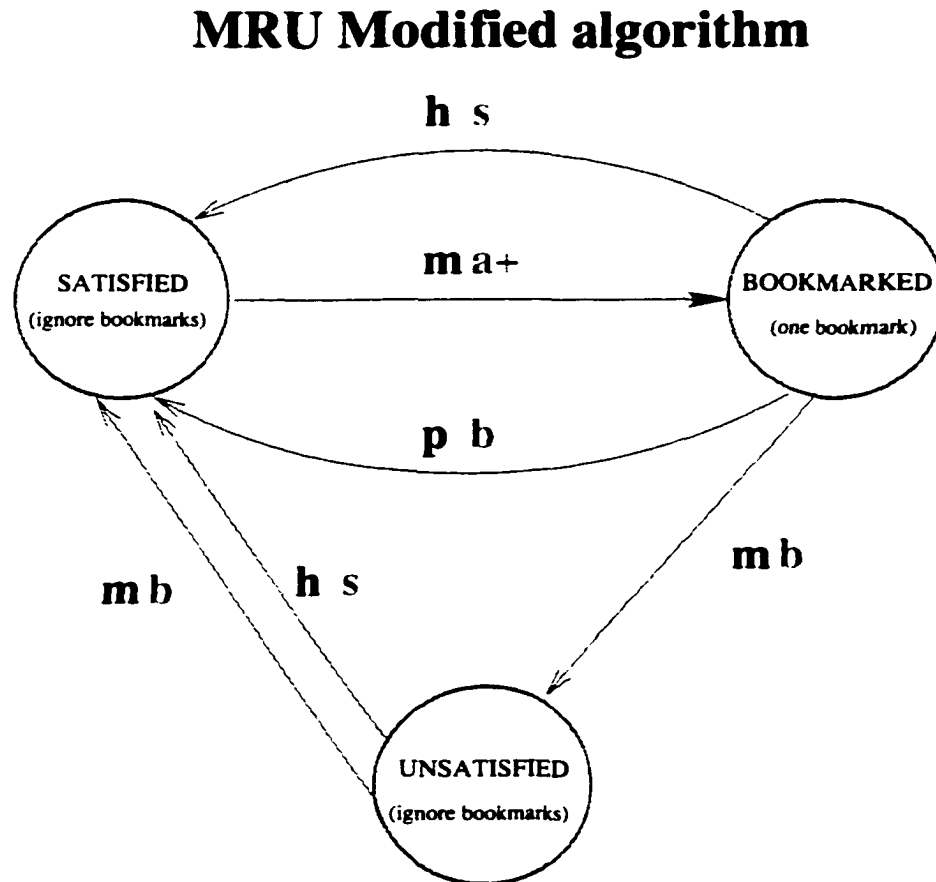 MRU Modified algorithm
h s
m a+
SATISFIED
(ignore bookmarks)
BOOKMARKED
(one bookmark)
p b
m b
h s
m b
UNSATISFIED
(ignore bookmarks)